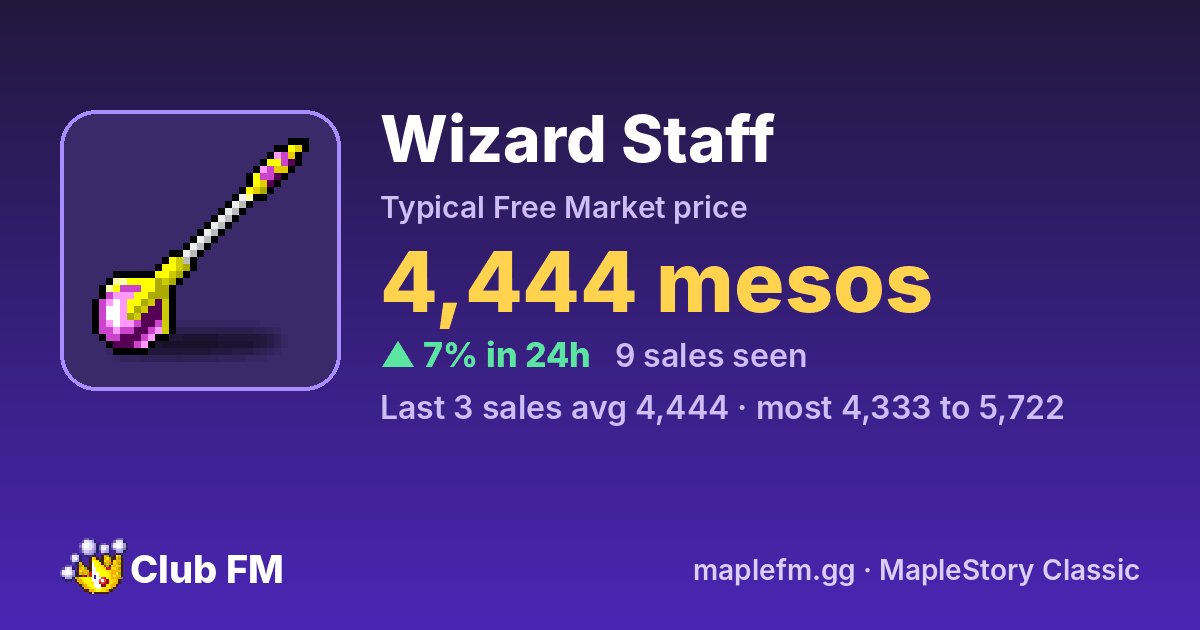 Wizard Staff
Typical Free Market price
4,444 mesos
▲ 7% in 24h 9 sales seen
Last 3 sales avg 4,444 · most 4,333 to 5,722
Club FM
maplefm.gg · MapleStory Classic